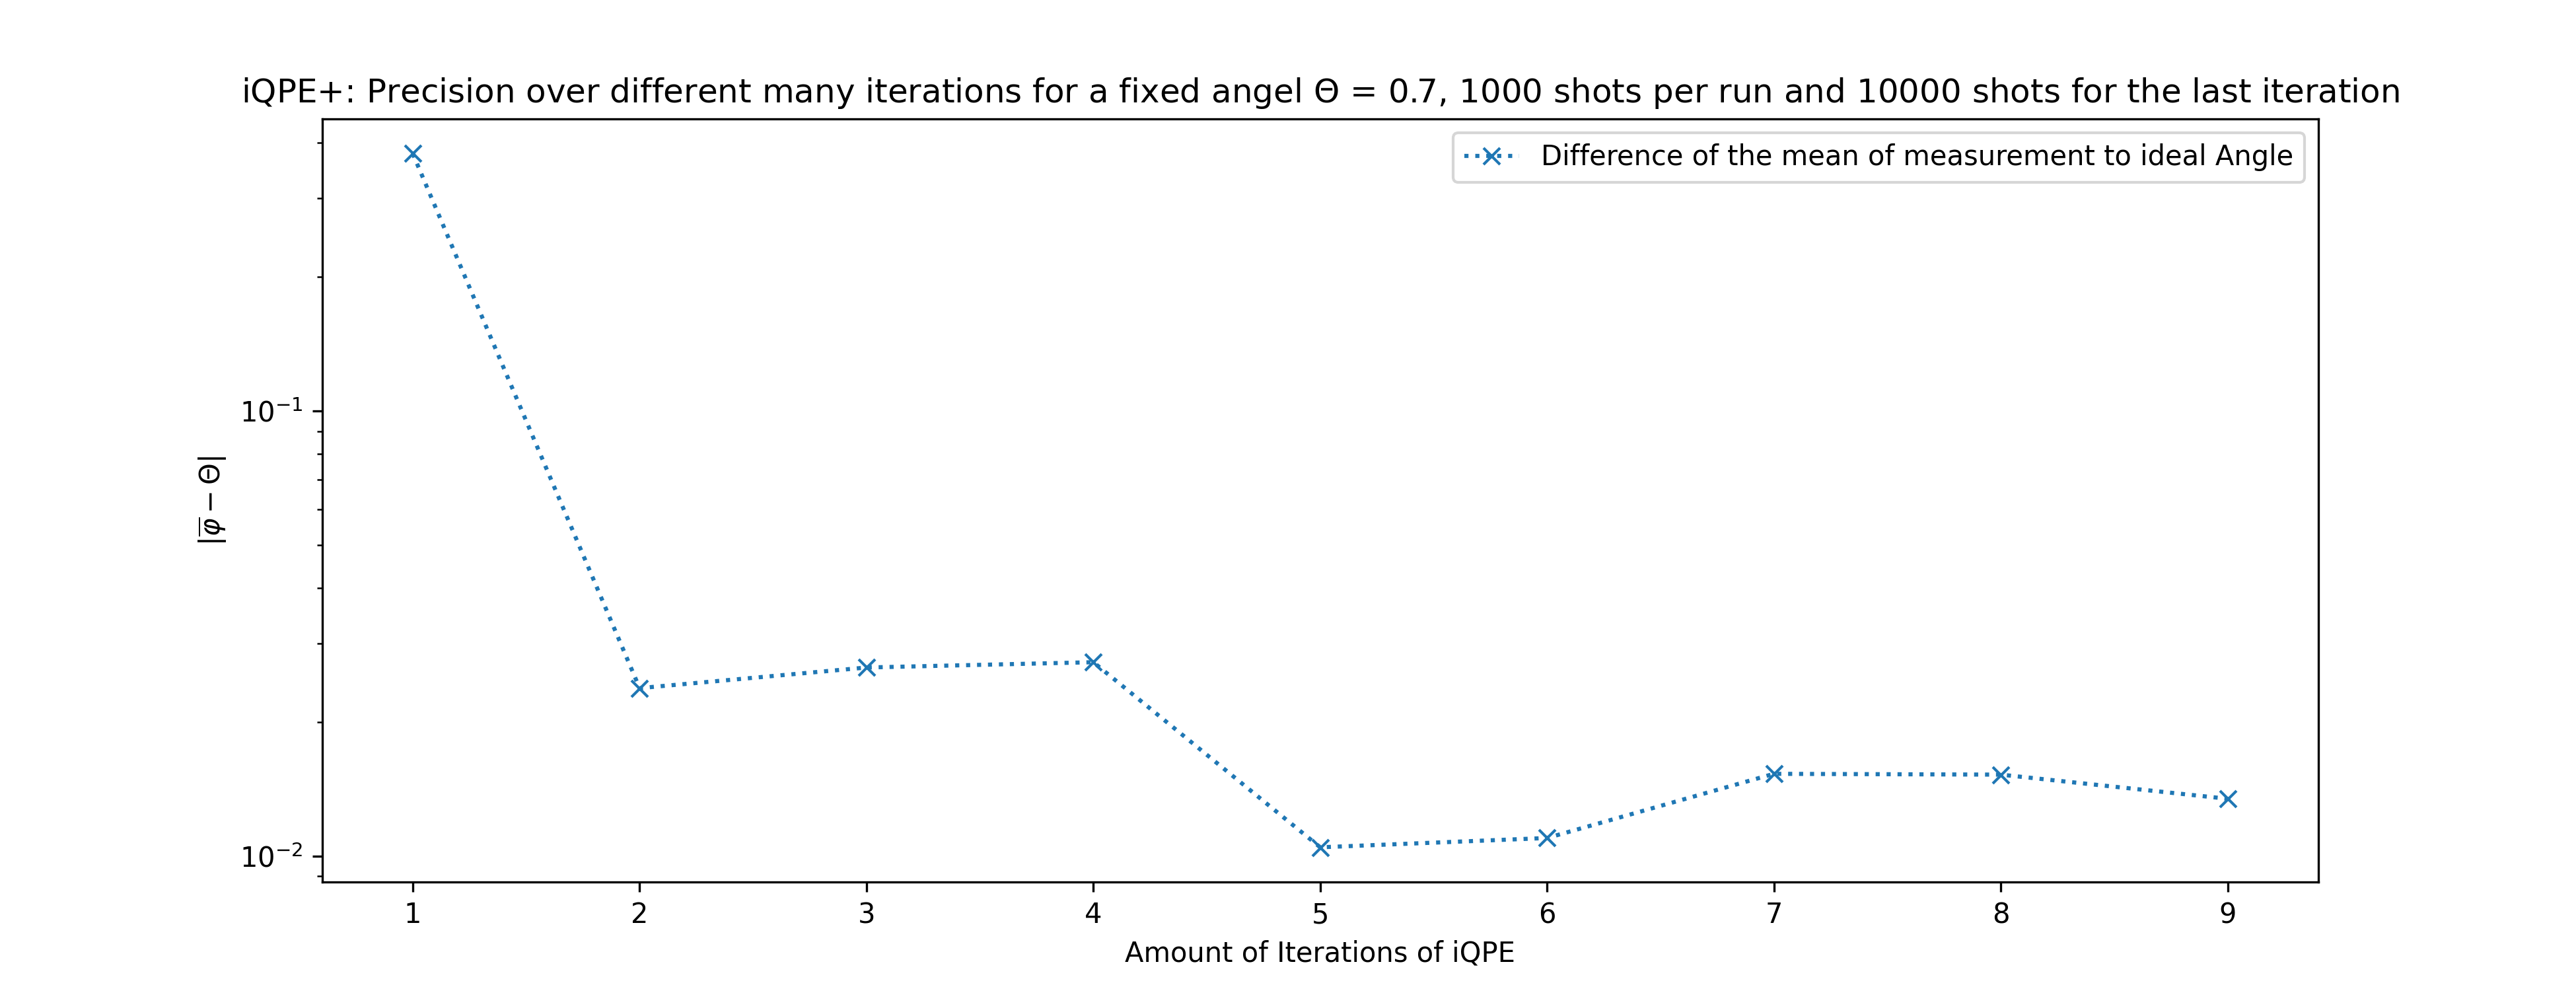 iQPE+: Precision over different many iterations for a fixed angel Θ = 0.7, 1000 shots per run and 10000 shots for the last iteration
Difference of the mean of measurement to ideal Angle
10⁻¹
10⁻²
|φ̅ − Θ|
1 2 3 4 5 6 7 8 9
Amount of Iterations of iQPE